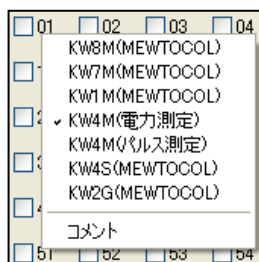 01 02 03 04
KW8M(MEWTOCOL)
KW7M(MEWTOCOL)
KW1M(MEWTOCOL)
KW4M(電力測定)
KW4M(パルス測定)
KW4S(MEWTOCOL)
KW2G(MEWTOCOL)
コメント
51 52 53 54